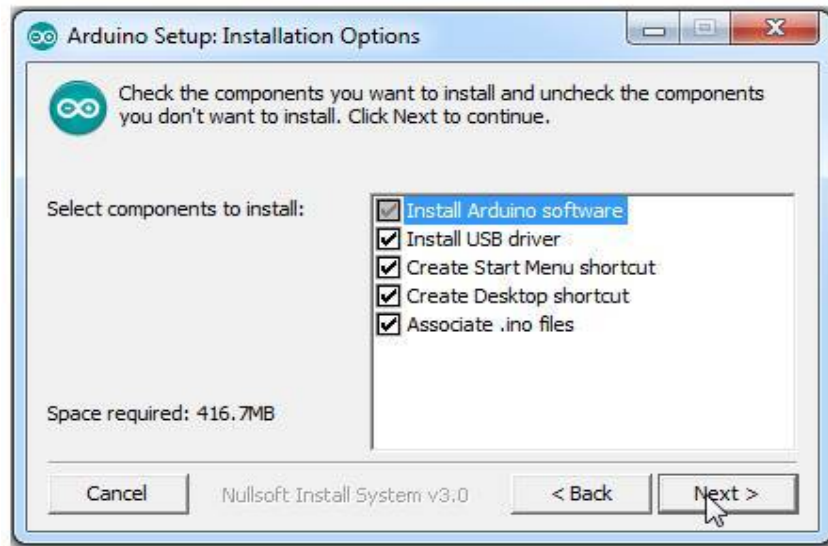 Arduino Setup: Installation Options
Check the components you want to install and uncheck the components
you don't want to install. Click Next to continue.
Select components to install:
Install Arduino software
Install USB driver
Create Start Menu shortcut
Create Desktop shortcut
Associate .ino files
Space required: 416.7MB
Cancel
Nullsoft Install System v3.0
< Back
Next >